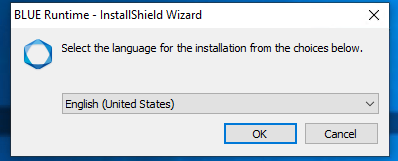 BLUE Runtime - InstallShield Wizard
Select the language for the installation from the choices below.
English (United States)
OK
Cancel